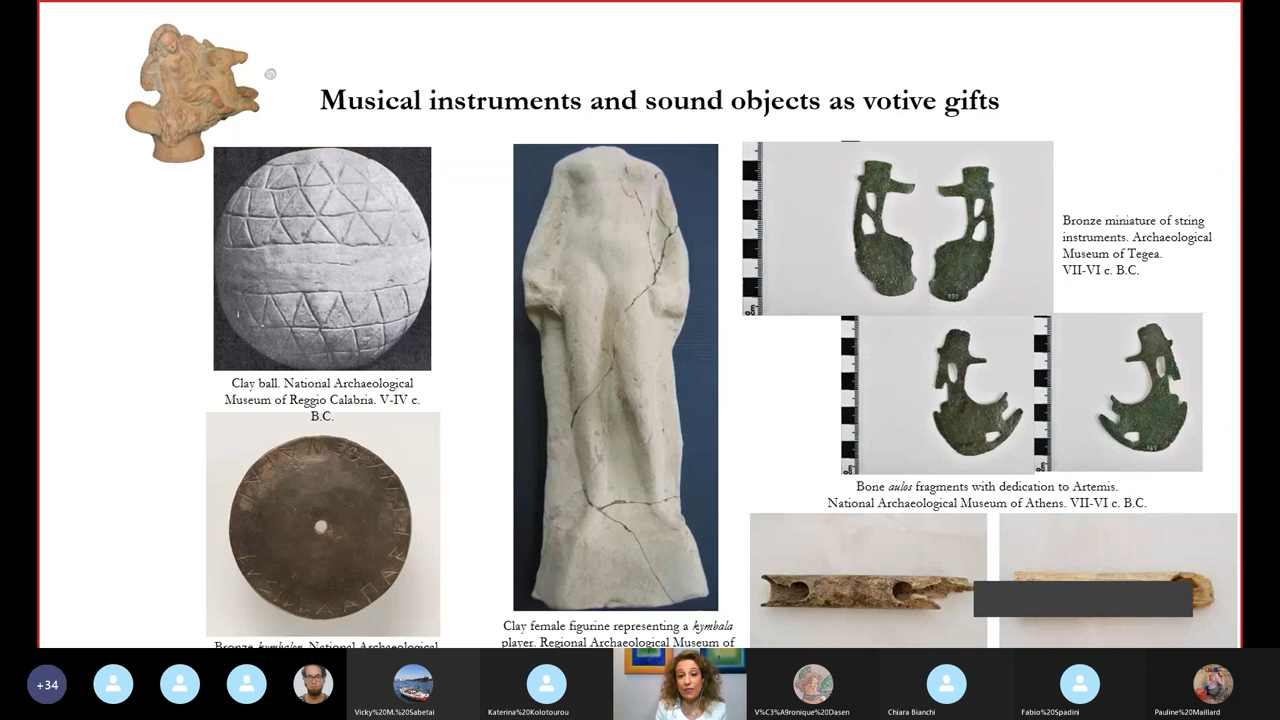 Musical instruments and sound objects as votive gifts
Clay ball. National Archaeological
Museum of Reggio Calabria. V-IV c.
B.C.
Bronze kymbalon. National Archaeological
Clay female figurine representing a kymbala
player. Regional Archaeological Museum of
Bronze miniature of string
instruments. Archaeological
Museum of Tegea.
VII-VI c. B.C.
Bone aulos fragments with dedication to Artemis.
National Archaeological Museum of Athens. VII-VI c. B.C.
+34
Vicky%20M.%20Sabetai
Katerina%20Kolotourou
V%C3%A9ronique%20Dasen
Chiara Bianchi
Fabio%20Spadini
Pauline%20Maillard